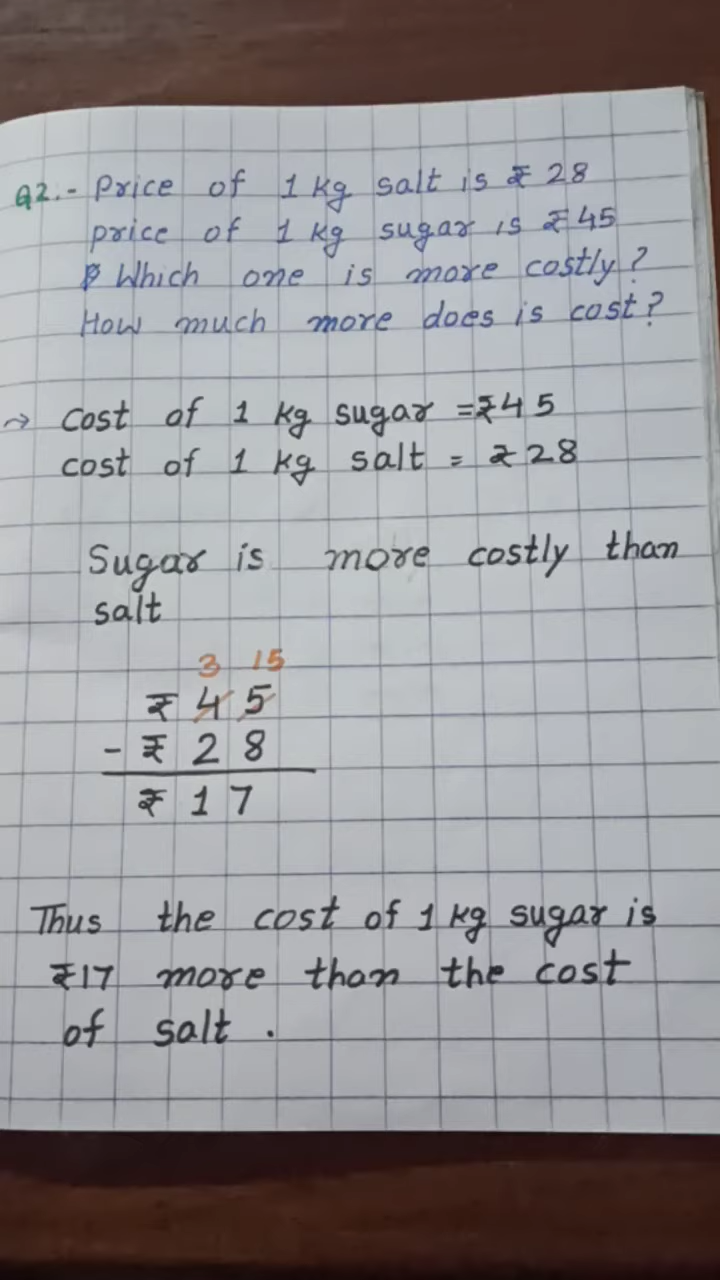 Q2.- Price of 1 kg salt is ₹ 28
price of 1 kg sugar is ₹ 45
Which one is more costly?
How much more does is cost?
→ cost of 1 kg sugar = ₹45
cost of 1 kg salt = ₹ 28
Sugar is more costly than
salt
3 15
₹ 4 5
- ₹ 2 8
₹ 1 7
Thus the cost of 1 kg sugar is
₹17 more than the cost
of salt .